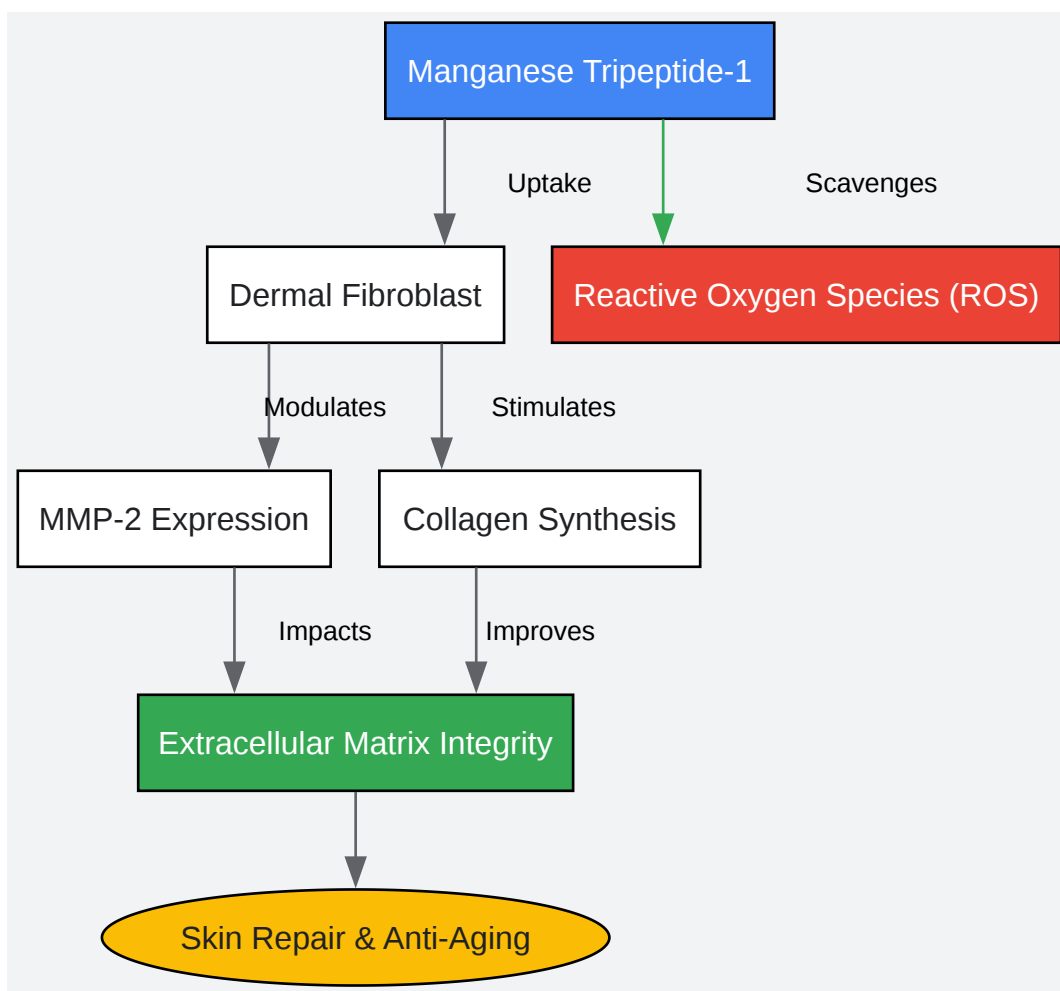 Manganese Tripeptide-1
Uptake
Scavenges
Dermal Fibroblast
Reactive Oxygen Species (ROS)
Modulates
Stimulates
MMP-2 Expression
Collagen Synthesis
Impacts
Improves
Extracellular Matrix Integrity
Skin Repair & Anti-Aging